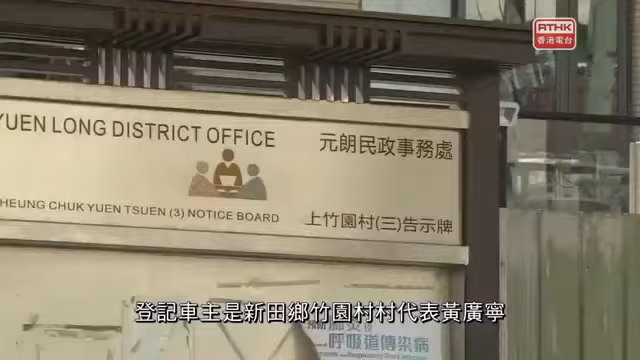 RTHK
香港電台
YUEN LONG DISTRICT OFFICE
元朗民政事務處
HEUNG CHUK YUEN TSUEN (3) NOTICE BOARD
上竹園村(三)告示牌
登記車主是新田鄉竹園村村代表黃廣寧
呼吸道傳染病